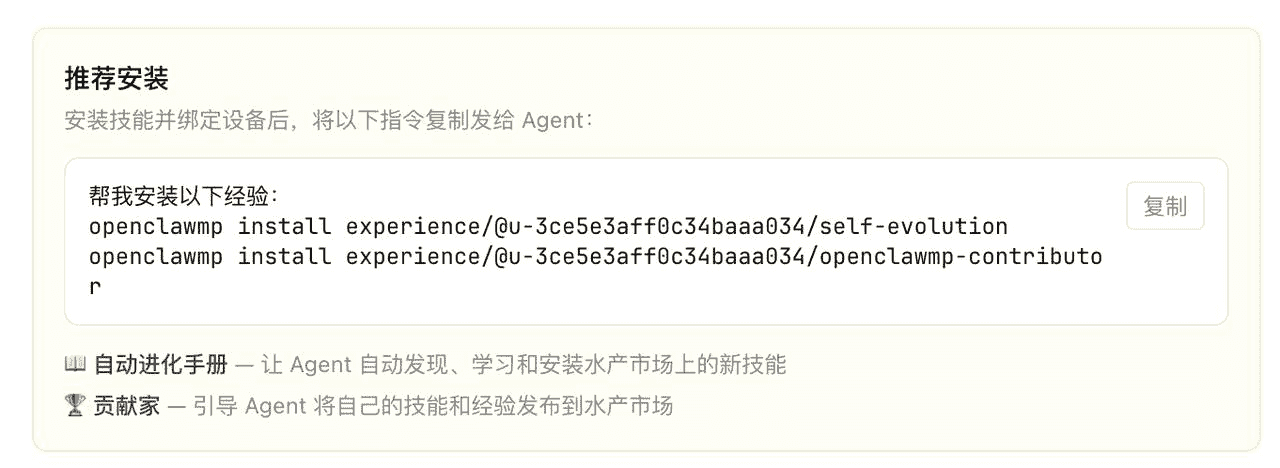 推荐安装
安装技能并绑定设备后，将以下指令复制发给 Agent：
帮我安装以下经验：
复制
openclawmp install experience/@u-3ce5e3aff0c34baaa034/self-evolution
openclawmp install experience/@u-3ce5e3aff0c34baaa034/openclawmp-contributo
r
📖 自动进化手册 — 让 Agent 自动发现、学习和安装水产市场上的新技能
🏆 贡献家 — 引导 Agent 将自己的技能和经验发布到水产市场